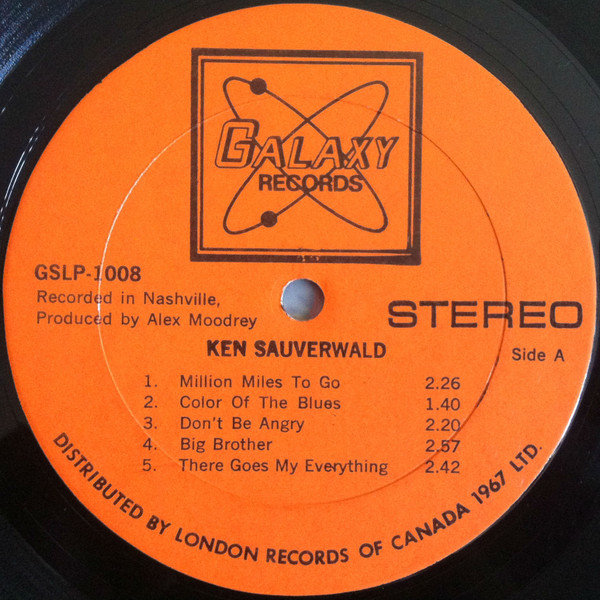 GALAXY
RECORDS
GSLP-1008
Recorded in Nashville,
Produced by Alex Moodrey
STEREO
KEN SAUVERWALD
Side A
1. Million Miles To Go 2.26
2. Color Of The Blues 1.40
3. Don't Be Angry 2.20
4. Big Brother 2.57
5. There Goes My Everything 2.42
DISTRIBUTED BY LONDON RECORDS OF CANADA 1967 LTD.